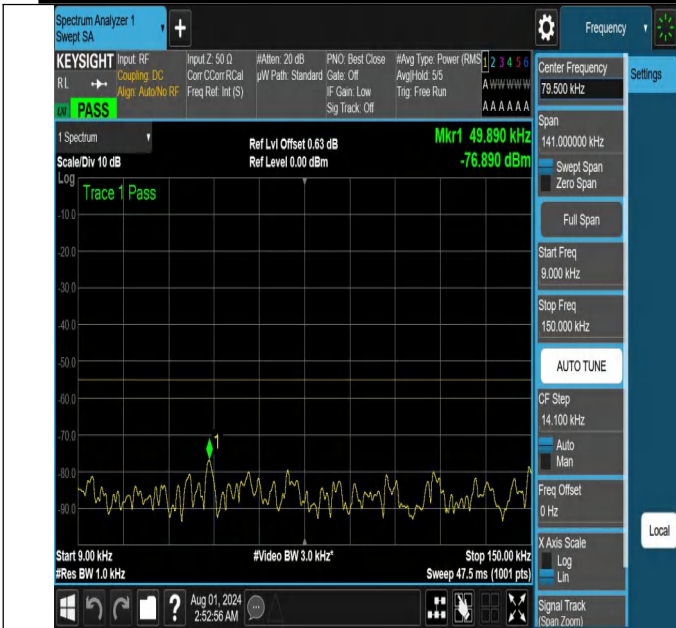 Spectrum Analyzer 1
Swept SA
+
Frequency
KEYSIGHT
RL
PASS
Input: RF
Coupling: DC
Align: Auto/No RF
Input Z: 50 Ω
Corr CCorr RCal
Freq Ref: Int (S)
#Atten: 20 dB
µW Path: Standard
PNO: Best Close
Gate: Off
IF Gain: Low
Sig Track: Off
#Avg Type: Power (RMS
Avg|Hold: 5/5
Trig: Free Run
1 2 3 4 5 6
A W W W W W
A A A A A A
1 Spectrum
Scale/Div 10 dB
Ref Lvl Offset 0.63 dB
Ref Level 0.00 dBm
Mkr1 49.890 kHz
-76.890 dBm
Log
Trace 1 Pass
-10.0
-20.0
-30.0
-40.0
-50.0
-60.0
-70.0
-80.0
-90.0
1
Start 9.00 kHz
#Res BW 1.0 kHz
#Video BW 3.0 kHz*
Stop 150.00 kHz
Sweep 47.5 ms (1001 pts)
Center Frequency
79.500 kHz
Settings
Span
141.000000 kHz
Swept Span
Zero Span
Full Span
Start Freq
9.000 kHz
Stop Freq
150.000 kHz
AUTO TUNE
CF Step
14.100 kHz
Auto
Man
Freq Offset
0 Hz
X Axis Scale
Log
Lin
Local
Signal Track
(Span Zoom)
?
Aug 01, 2024
2:52:56 AM